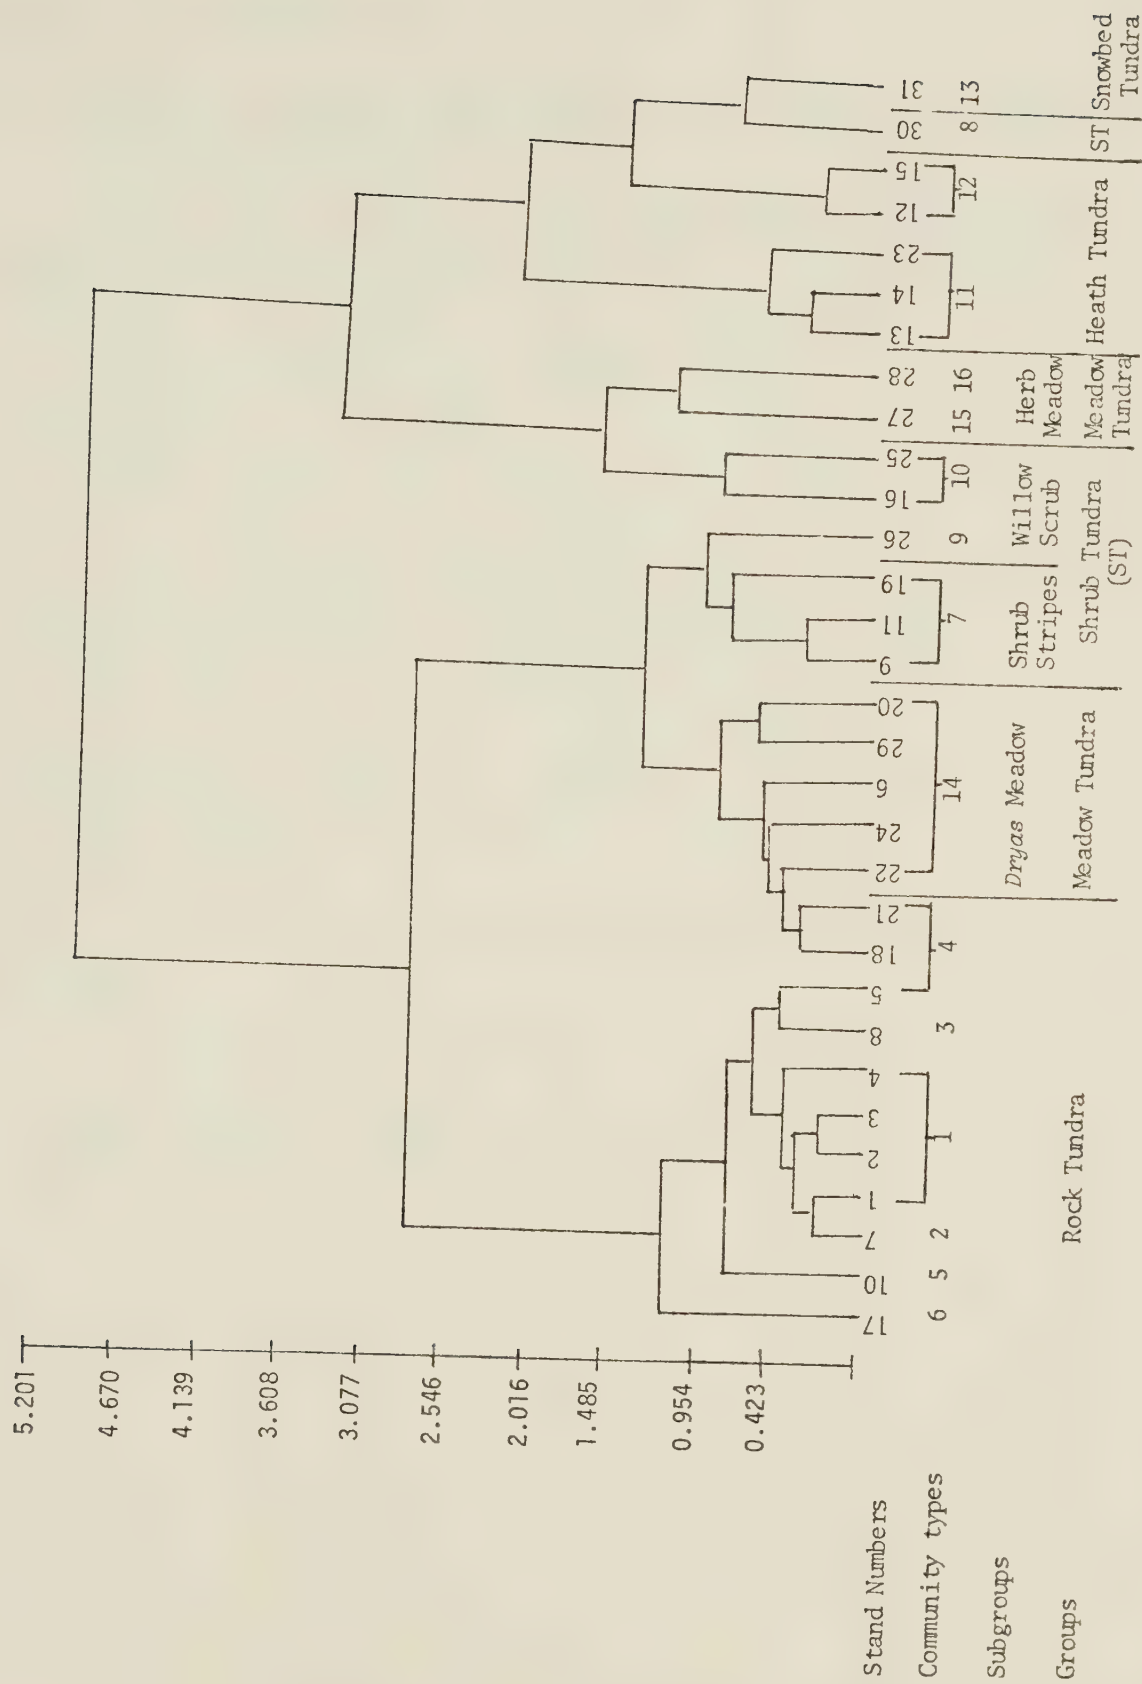 5.201
4.670
4.139
3.608
3.077
2.546
2.016
1.485
0.954
0.423
Stand Numbers 17 10 7 1 2 3 4 8 5 18 21 22 24 6 29 20 9 11 19 26 16 25 27 28 13 14 23 12 15 30 31
Community types 6 5 2 1 3 4 14 7 9 10 15 16 11 12 8 13
Subgroups Dryas Meadow Shrub Stripes Willow Scrub Herb Meadow
Groups Rock Tundra Meadow Tundra Shrub Tundra (ST) Meadow Tundra Heath Tundra ST Snowbed Tundra